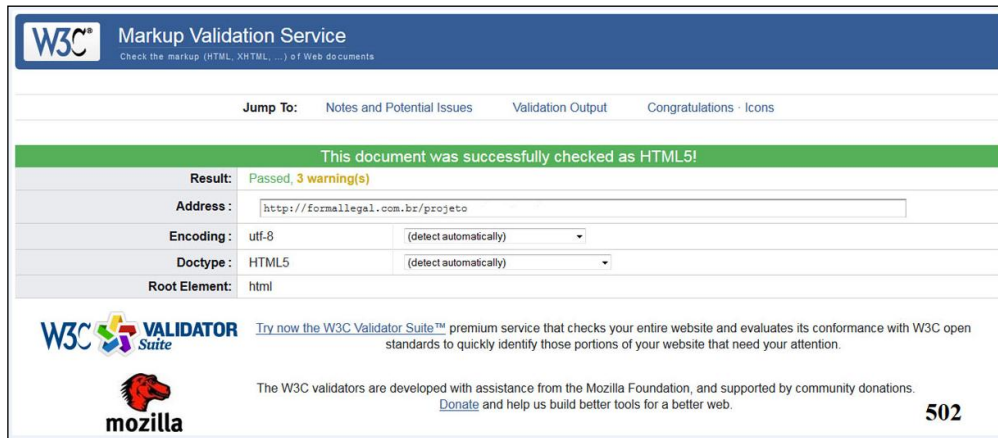 W3C® Markup Validation Service
Check the markup (HTML, XHTML, ...) of Web documents
Jump To: Notes and Potential Issues Validation Output Congratulations · Icons
This document was successfully checked as HTML5!
Result: Passed, 3 warning(s)
Address : http://formallegal.com.br/projeto
Encoding : utf-8 (detect automatically)
Doctype : HTML5 (detect automatically)
Root Element: html
W3C VALIDATOR Suite
Try now the W3C Validator Suite™ premium service that checks your entire website and evaluates its conformance with W3C open
standards to quickly identify those portions of your website that need your attention.
The W3C validators are developed with assistance from the Mozilla Foundation, and supported by community donations.
Donate and help us build better tools for a better web.
mozilla
502